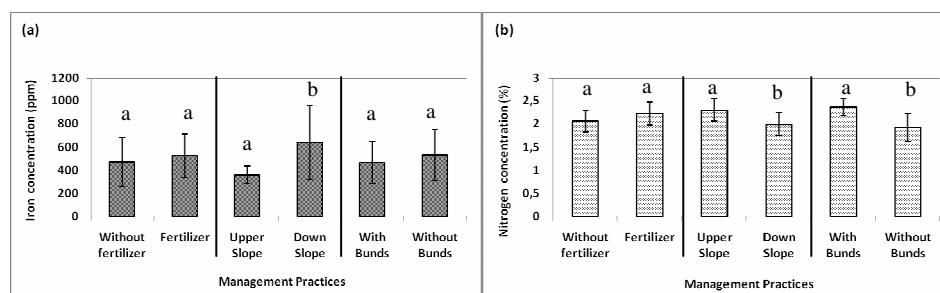 (a)
Iron concentration (ppm)
1200
1000
800
600
400
200
0
a
a
a
b
a
a
Without fertilizer
Fertilizer
Upper Slope
Down Slope
With Bunds
Without Bunds
Management Practices
(b)
Nitrogen concentration (%)
3
2,5
2
1,5
1
0,5
0
a
a
a
b
a
b
Without fertilizer
Fertilizer
Upper Slope
Down Slope
With Bunds
Without Bunds
Management Practices